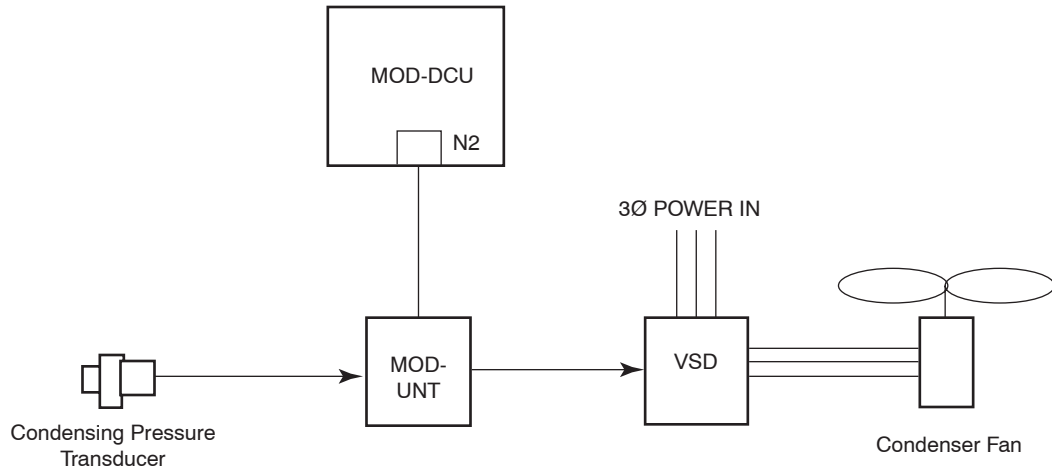 MOD-DCU
N2
3Ø POWER IN
MOD-
UNT
VSD
Condensing Pressure
Transducer
Condenser Fan